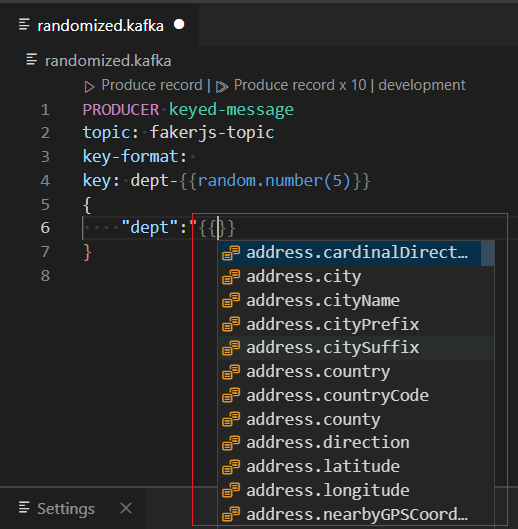 randomized.kafka
randomized.kafka
Produce record | Produce record x 10 | development
1 PRODUCER keyed-message
2 topic: fakerjs-topic
3 key-format:
4 key: dept-{{random.number(5)}}
5 {
6 "dept":"{{}}
7 }
8
address.cardinalDirect…
address.city
address.cityName
address.cityPrefix
address.citySuffix
address.country
address.countryCode
address.county
address.direction
address.latitude
address.longitude
address.nearbyGPSCoord…
Settings